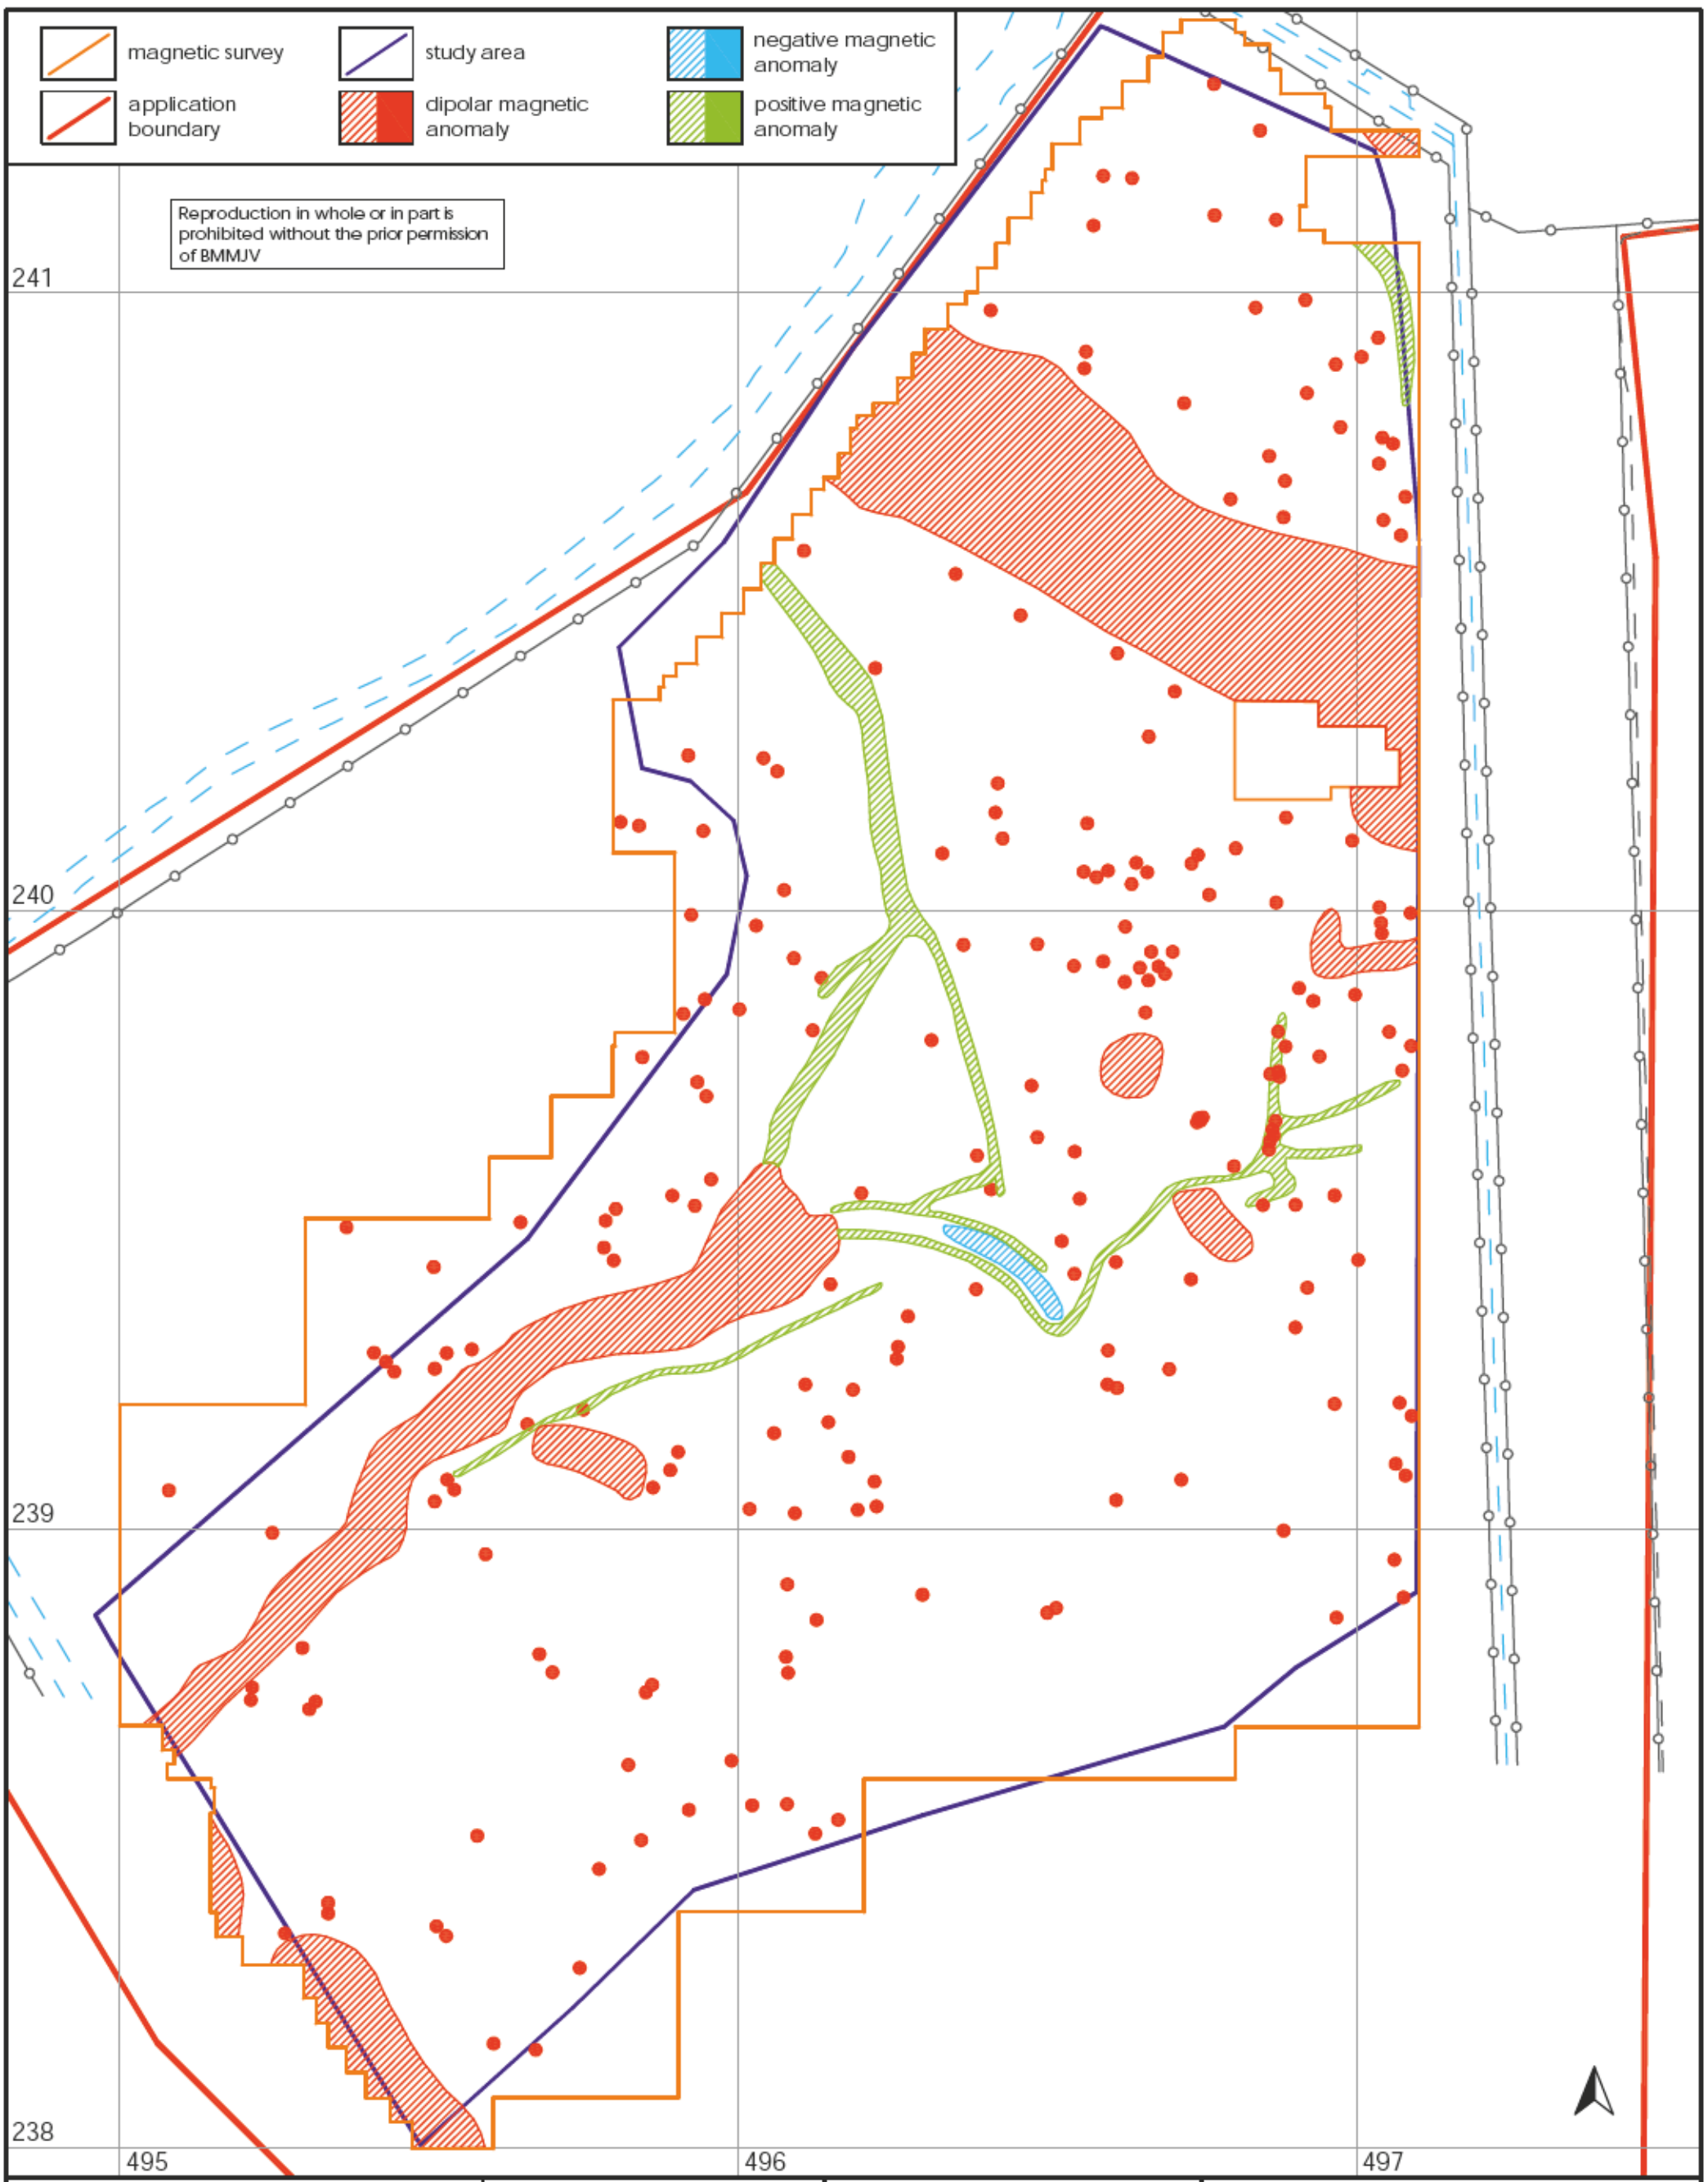 magnetic survey
study area
negative magnetic
anomaly
application
boundary
dipolar magnetic
anomaly
positive magnetic
anomaly
Reproduction in whole or in part is
prohibited without the prior permission
of BMMJV
241
240
239
238
495
496
497